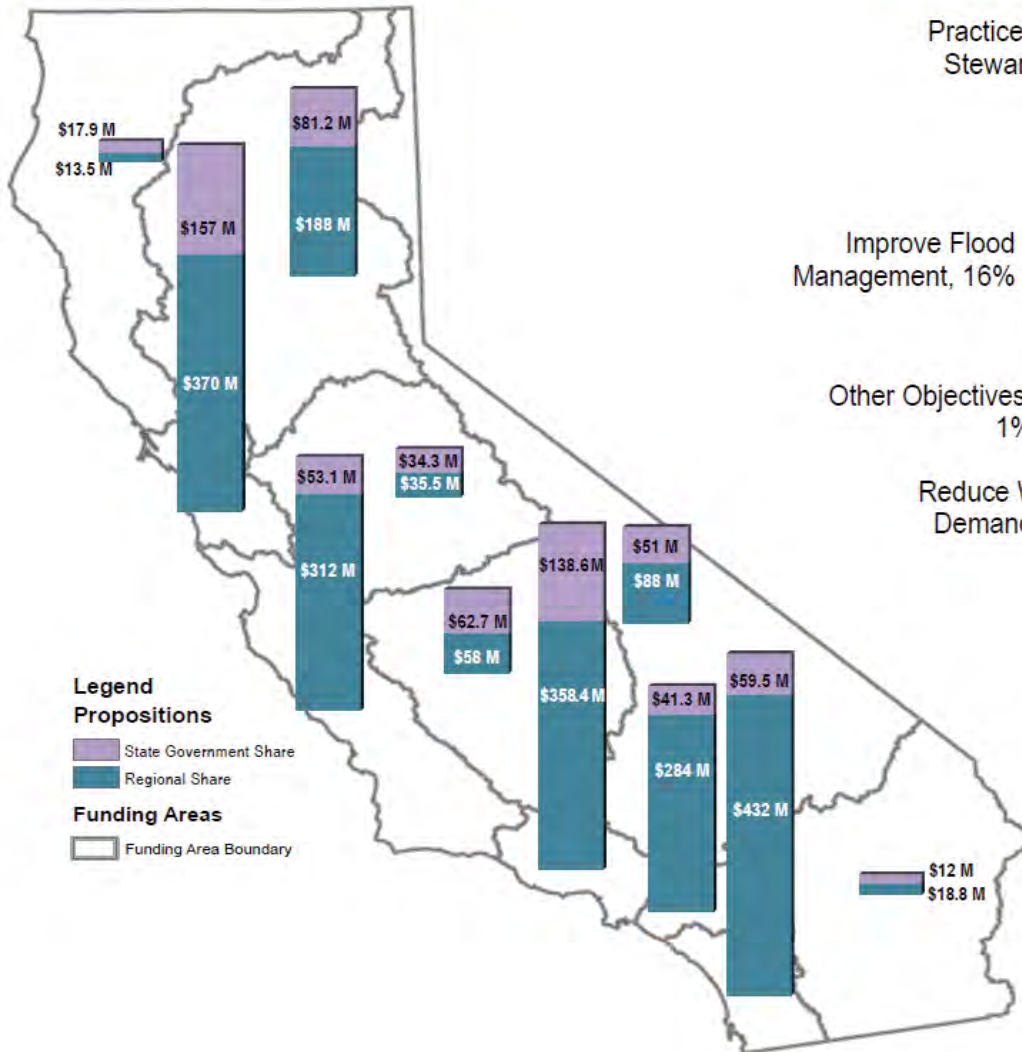 Practice
Stewar
$17.9 M
$13.5 M
$81.2 M
$188 M
$157 M
$370 M
Improve Flood
Management, 16%
Other Objectives
1%
Reduce
Demand
$53.1 M
$312 M
$34.3 M
$35.5 M
$138.6 M
$358.4 M
$51 M
$88 M
$62.7 M
$58 M
$41.3 M
$284 M
$59.5 M
$432 M
$12 M
$18.8 M
Legend
Propositions
State Government Share
Regional Share
Funding Areas
Funding Area Boundary